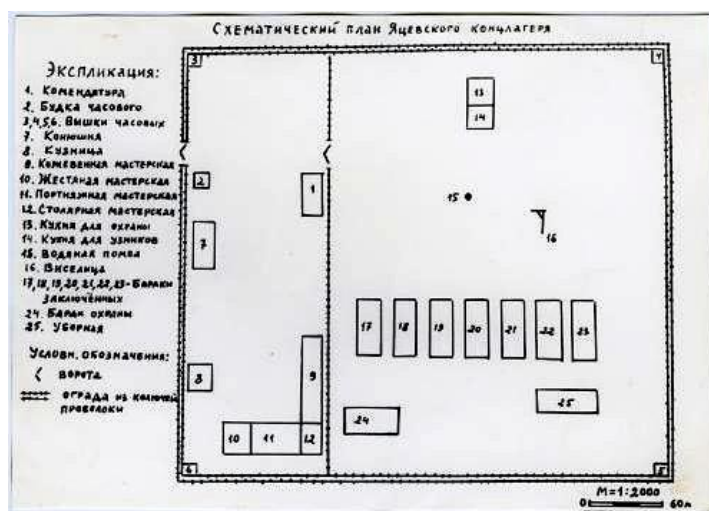 Схематический план Яцевского концлагеря
Экспликация:
1. Комендатура
2. Будка часового
3,4,5,6. Вышки часовых
7 Конюшня
8 Кузница
9. Кожевенная мастерская
10. Жестяная мастерская
11. Портняжная мастерская
12. Столярная мастерская
13. Кухня для охраны
14. Кухня для узников
15. Водяная помпа
16. Виселица
17,18,19,20,21,22,23-Бараки
заключённых
24. Барак охраны
25. Уборная
Условн. обозначения:
ворота
ограда из колючей
проволоки
3
4
13
14
2
1
15
16
7
17
18
19
20
21
22
23
8
9
24
25
10
11
12
6
5
М=1:2000
0
60м